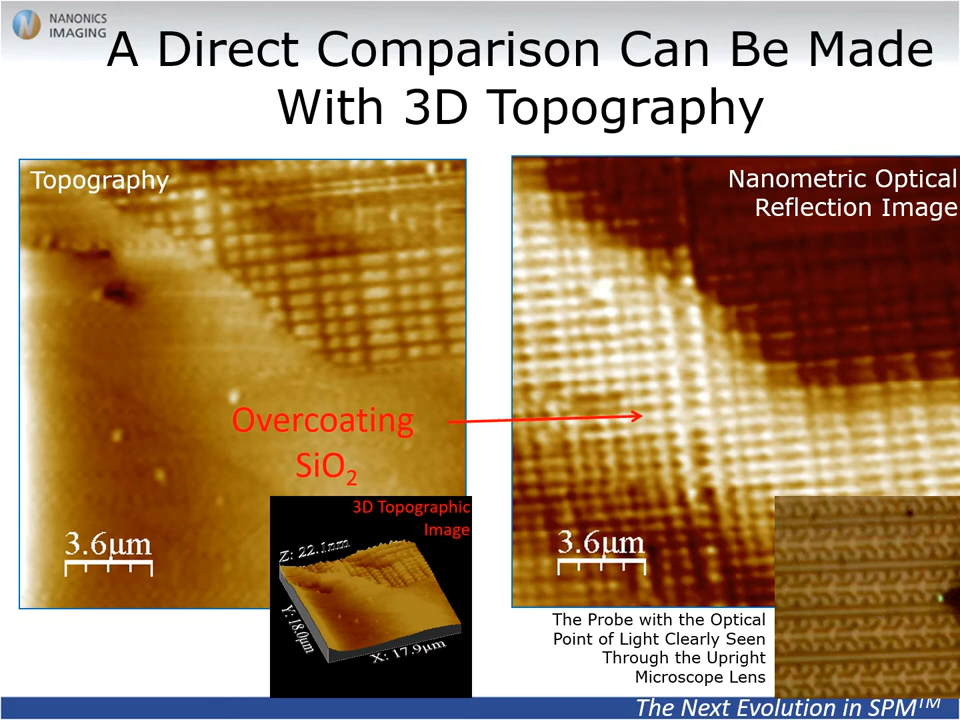 NANONICS
IMAGING
A Direct Comparison Can Be Made
With 3D Topography
Topography
Nanometric Optical
Reflection Image
Overcoating
SiO₂
3D Topographic
Image
Z: 22.1nm
Y: 18.0μm
X: 17.9μm
3.6μm
3.6μm
The Probe with the Optical
Point of Light Clearly Seen
Through the Upright
Microscope Lens
The Next Evolution in SPM™